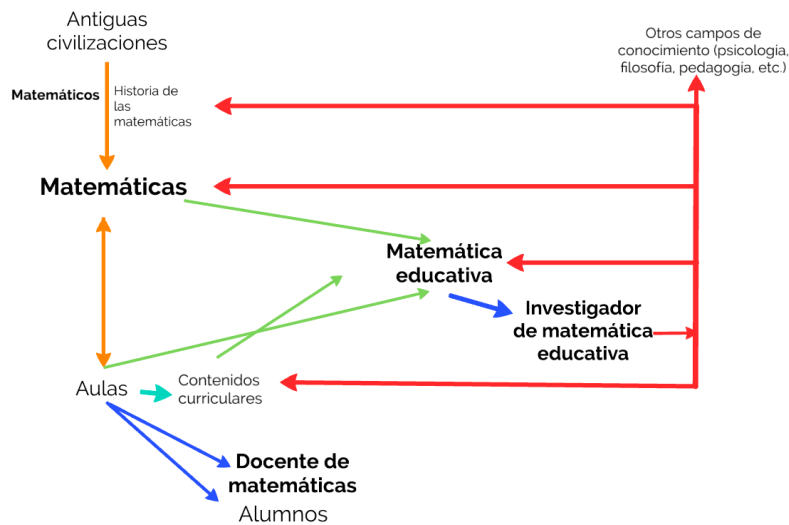 Antiguas
civilizaciones
Otros campos de
conocimiento (psicología,
filosofía, pedagogía, etc.)
Matemáticos
Historia de
las
matemáticas
Matemáticas
Matemática
educativa
Investigador
de matemática
educativa
Aulas
Contenidos
curriculares
Docente de
matemáticas
Alumnos